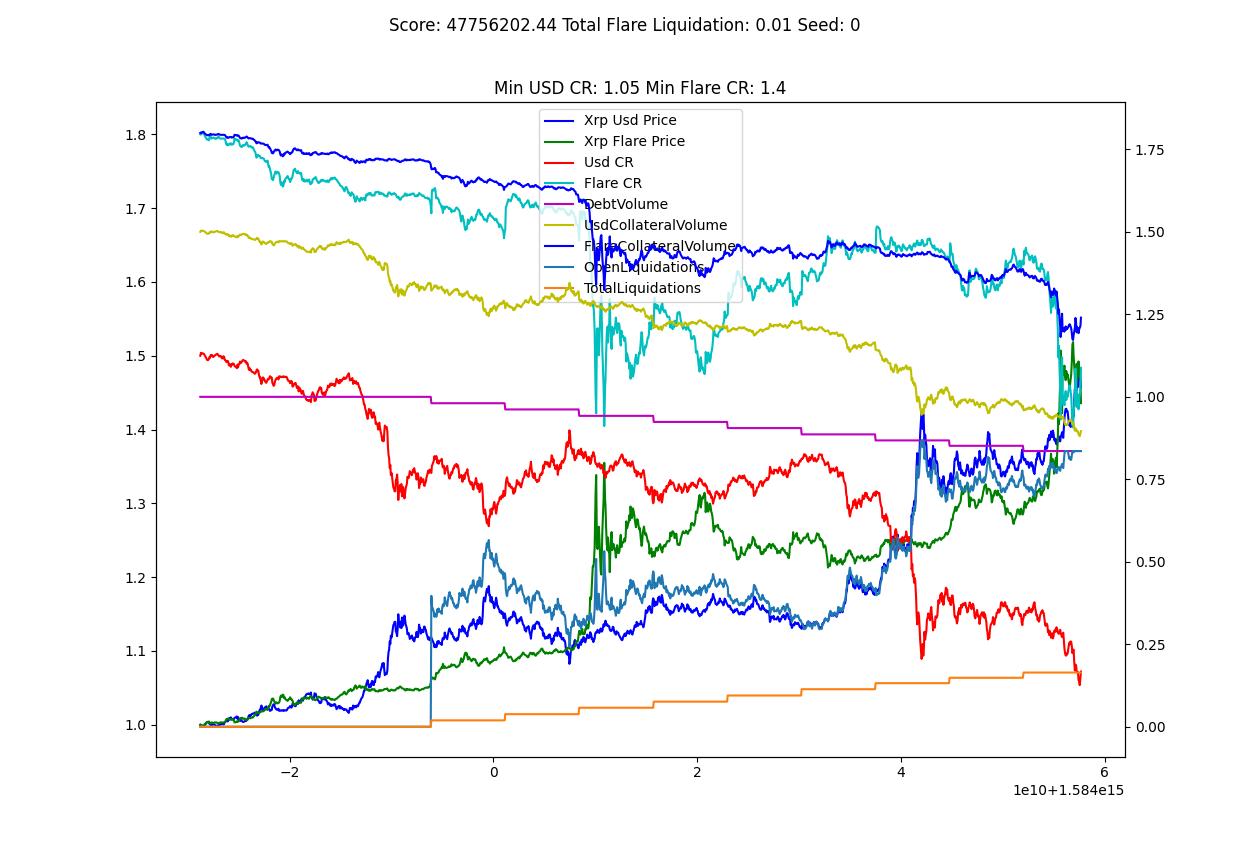 Score: 47756202.44 Total Flare Liquidation: 0.01 Seed: 0
Min USD CR: 1.05 Min Flare CR: 1.4
Xrp Usd Price
Xrp Flare Price
Usd CR
Flare CR
DebtVolume
UsdCollateralVolume
FlareCollateralVolume
OpenLiquidations
TotalLiquidations
1.8
1.7
1.6
1.5
1.4
1.3
1.2
1.1
1.0
1.75
1.50
1.25
1.00
0.75
0.50
0.25
0.00
−2
0
2
4
6
1e10+1.584e15